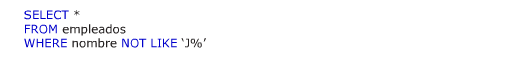 SELECT *
FROM empleados
WHERE nombre NOT LIKE ‘J%’